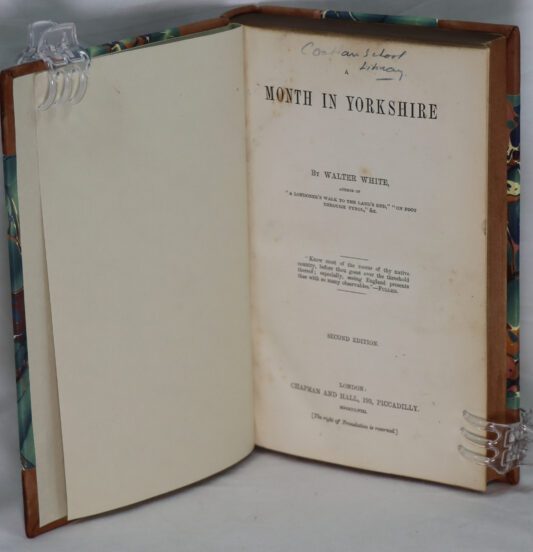 School
Library
A
MONTH IN YORKSHIRE
BY WALTER WHITE,
AUTHOR OF
"A LONDONER'S WALK TO THE LAND'S END," "ON FOOT
THROUGH TYROL," &c.
Know most of the rooms of thy native
country, before thou goest over the threshold
thereof; especially, seeing England presents
thee with so many observables."—FULLER.
SECOND EDITION
LONDON:
CHAPMAN AND HALL, 193, PICCADILLY.
MDCCCLVIII.
[The right of Translation is reserved.]